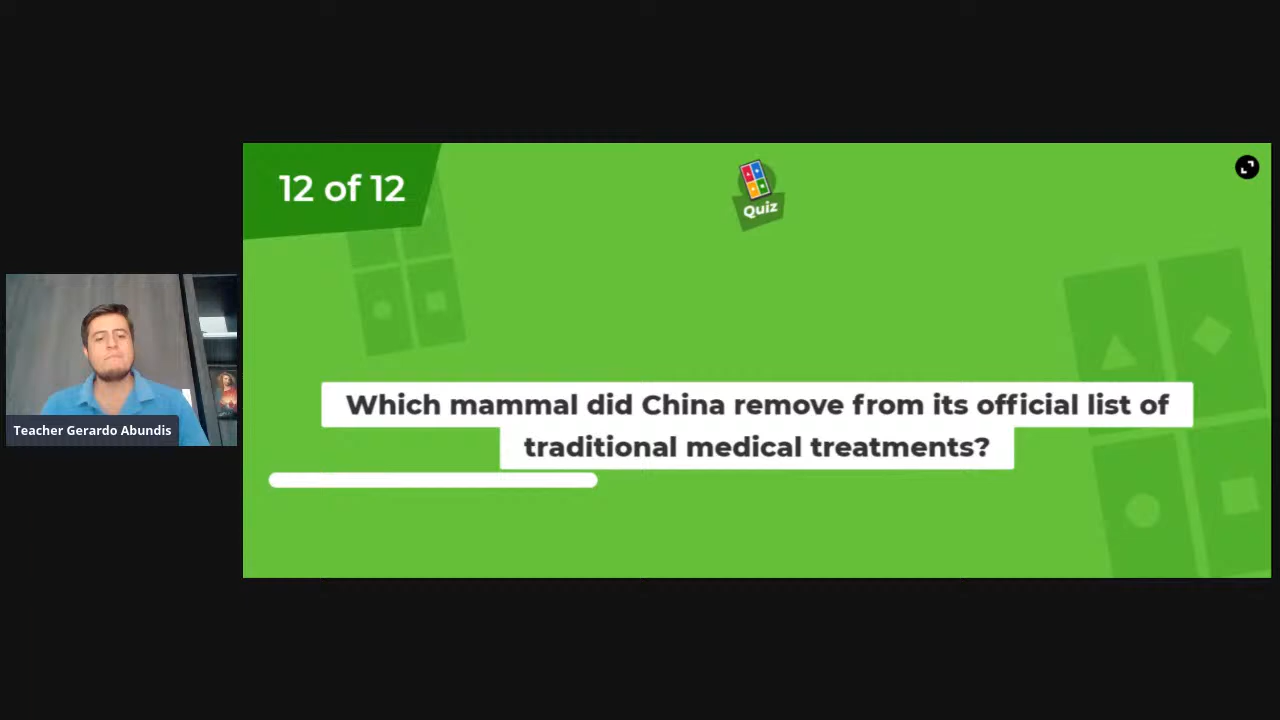 12 of 12
Quiz
Which mammal did China remove from its official list of
traditional medical treatments?
Teacher Gerardo Abundis